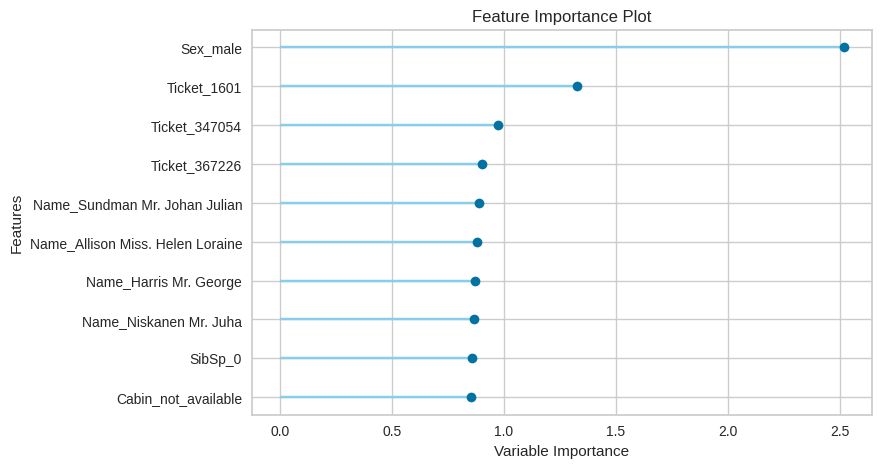 Feature Importance Plot
Features
Sex_male
Ticket_1601
Ticket_347054
Ticket_367226
Name_Sundman Mr. Johan Julian
Name_Allison Miss. Helen Loraine
Name_Harris Mr. George
Name_Niskanen Mr. Juha
SibSp_0
Cabin_not_available
0.0 0.5 1.0 1.5 2.0 2.5
Variable Importance